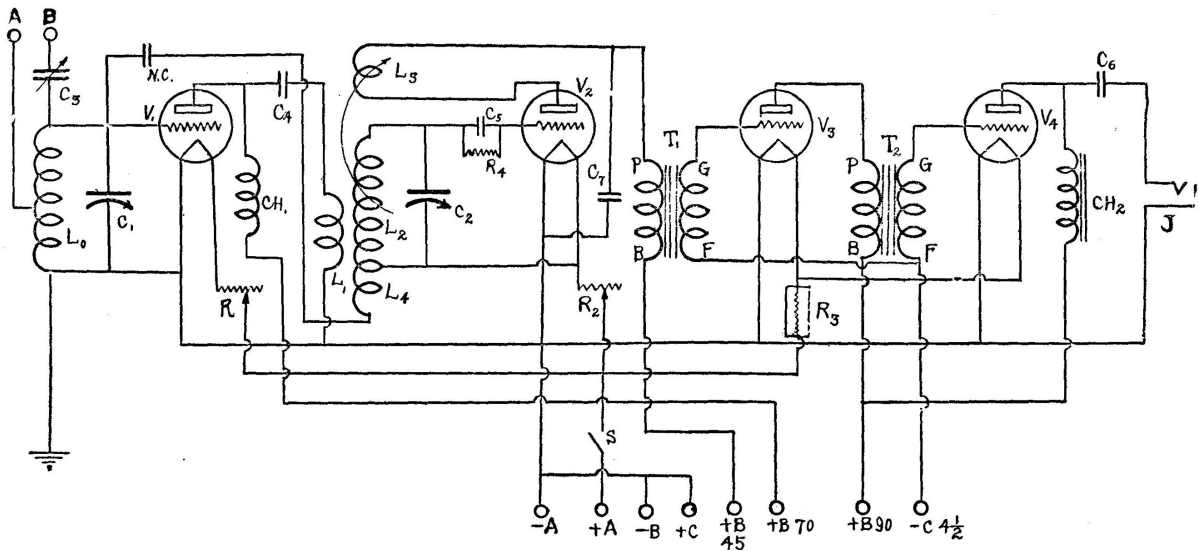 A B
C3
N.C.
V1
C4
L3
V2
C5
R4
C7
T1
P G
V3
T2
P G
V4
C6
L0
C1
CH1
L1
L2
C2
L4
B F
B F
CH2
V1
J
R
R2
R3
S
-A +A -B +C +B 45 +B 70 +B 90 -C 4½